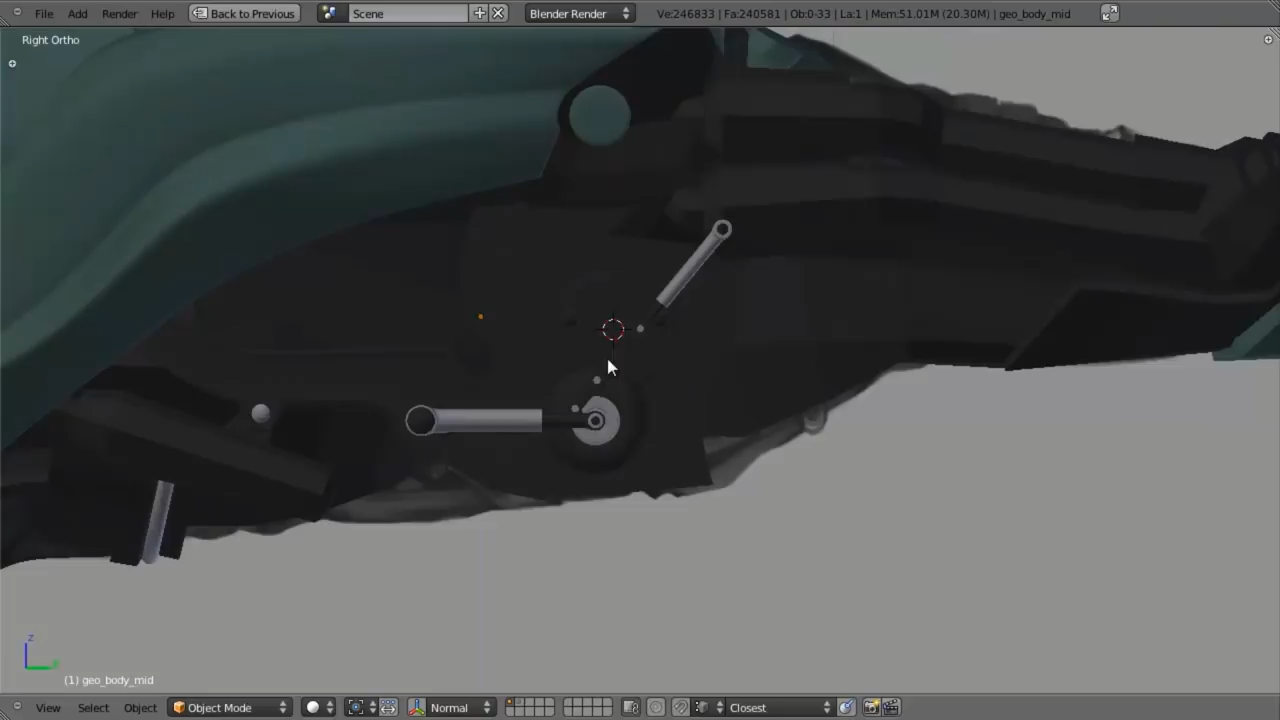 File Add Render Help Back to Previous Scene Blender Render Ve:246833 | Fa:240581 | Ob:0-33 | La:1 | Mem:51.01M (20.30M) | geo_body_mid
Right Ortho
z
(1) geo_body_mid
View Select Object Object Mode Normal Closest